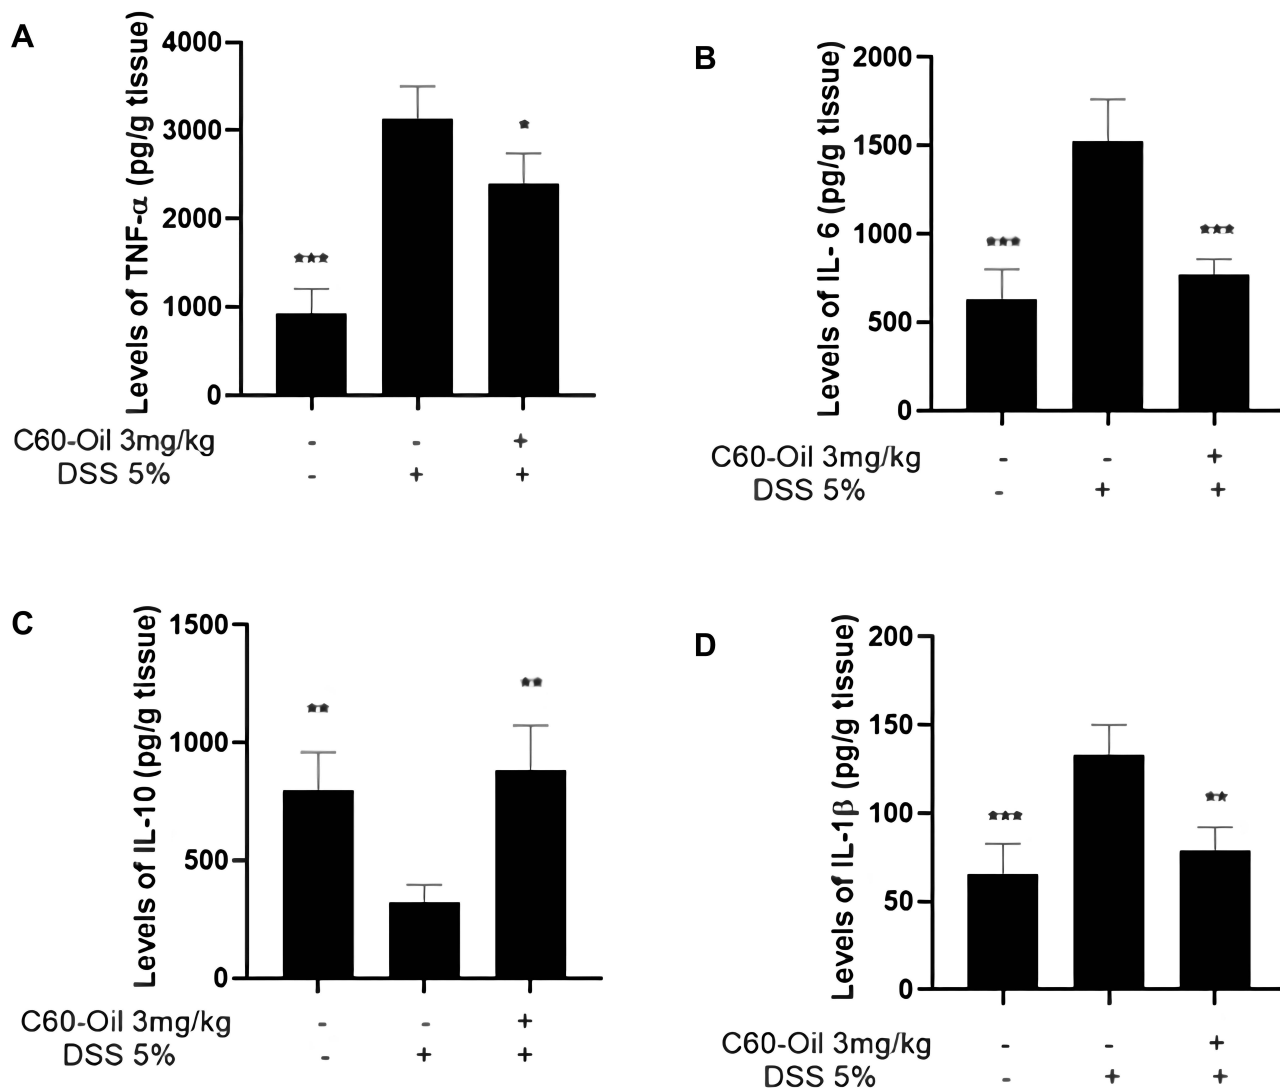 A
Levels of TNF-α (pg/g tissue)
4000
3000
2000
1000
0
***
*
C60-Oil 3mg/kg - - +
DSS 5% - + +
B
Levels of IL- 6 (pg/g tissue)
2000
1500
1000
500
0
***
***
C60-Oil 3mg/kg - - +
DSS 5% - + +
C
Levels of IL-10 (pg/g tissue)
1500
1000
500
0
**
**
C60-Oil 3mg/kg - - +
DSS 5% - + +
D
Levels of IL-1β (pg/g tissue)
200
150
100
50
0
***
**
C60-Oil 3mg/kg - - +
DSS 5% - + +